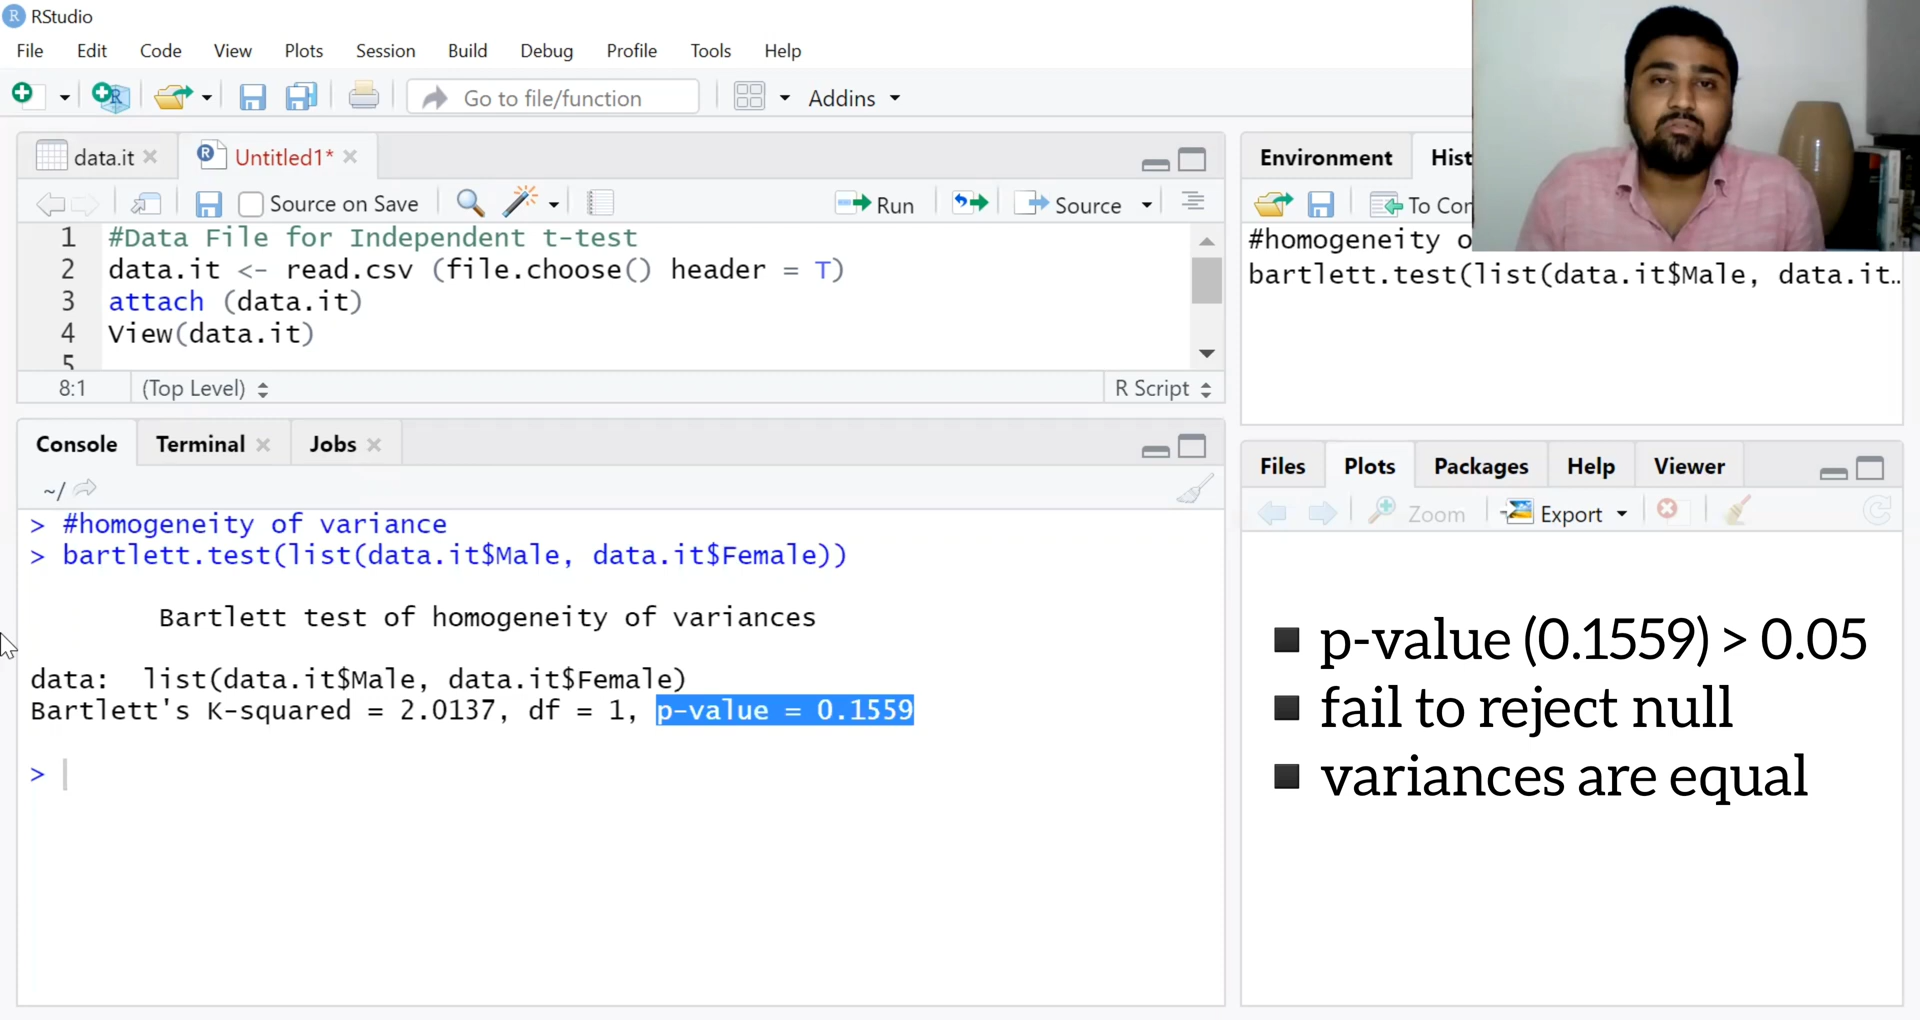 RStudio
File Edit Code View Plots Session Build Debug Profile Tools Help
Go to file/function Addins
data.it Untitled1*
Source on Save Run Source
1 #Data File for Independent t-test
2 data.it <- read.csv (file.choose() header = T)
3 attach (data.it)
4 View(data.it)
5
8:1 (Top Level) R Script
Console Terminal Jobs
~/
> #homogeneity of variance
> bartlett.test(list(data.it$Male, data.it$Female))
Bartlett test of homogeneity of variances
data: list(data.it$Male, data.it$Female)
Bartlett's K-squared = 2.0137, df = 1, p-value = 0.1559
>
Environment Hist
To Con
#homogeneity o
bartlett.test(list(data.it$Male, data.it…
Files Plots Packages Help Viewer
Zoom Export
▪ p-value (0.1559) > 0.05
▪ fail to reject null
▪ variances are equal